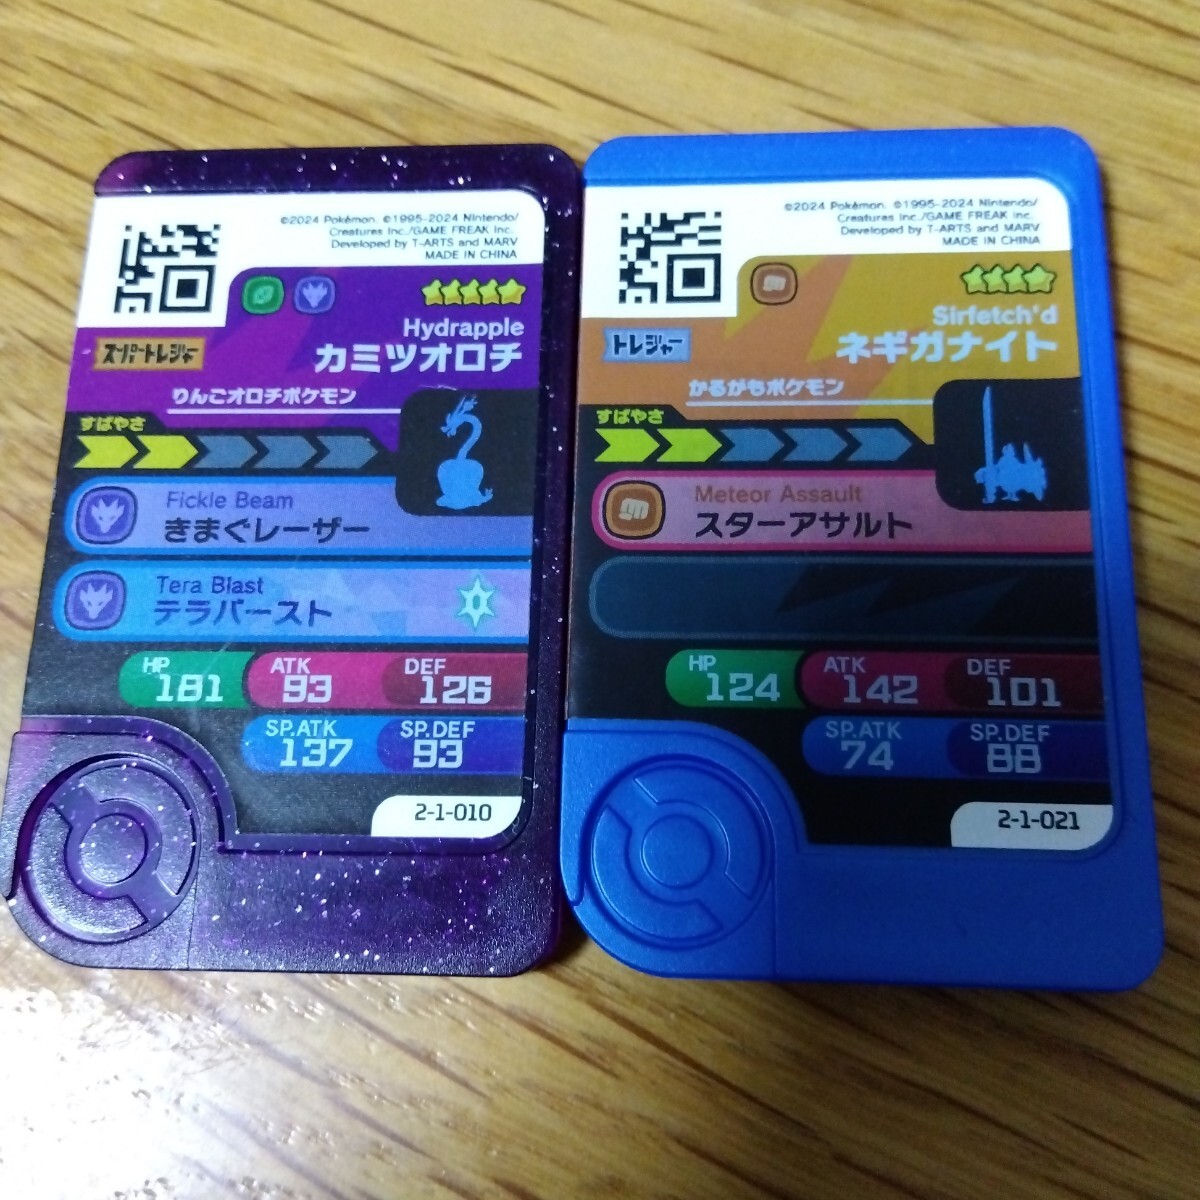 ©2024 Pokémon. ©1995-2024 Nintendo/
Creatures Inc./GAME FREAK inc.
Developed by T-ARTS and MARV
MADE IN CHINA
スーパートレジャー
Hydrapple
カミツオロチ
りんごオロチポケモン
すばやさ
Fickle Beam
きまぐレーザー
Tera Blast
テラバースト
HP 181 ATK 93 DEF 126
SP.ATK 137 SP.DEF 93
2-1-010
©2024 Pokémon. ©1995-2024 Nintendo/
Creatures Inc./GAME FREAK inc.
Developed by T-ARTS and MARV
MADE IN CHINA
トレジャー
Sirfetch'd
ネギガナイト
かるがもポケモン
すばやさ
Meteor Assault
スターアサルト
HP 124 ATK 142 DEF 101
SP.ATK 74 SP.DEF 88
2-1-021